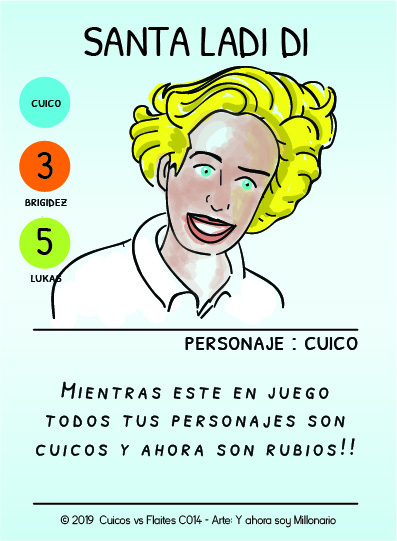 SANTA LADI DI
CUICO
3
BRIGIDEZ
5
LUKAS
PERSONAJE : CUICO
MIENTRAS ESTE EN JUEGO
TODOS TUS PERSONAJES SON
CUICOS Y AHORA SON RUBIOS!!
© 2019 Cuicos vs Flaites C014 - Arte: Y ahora soy Millonario